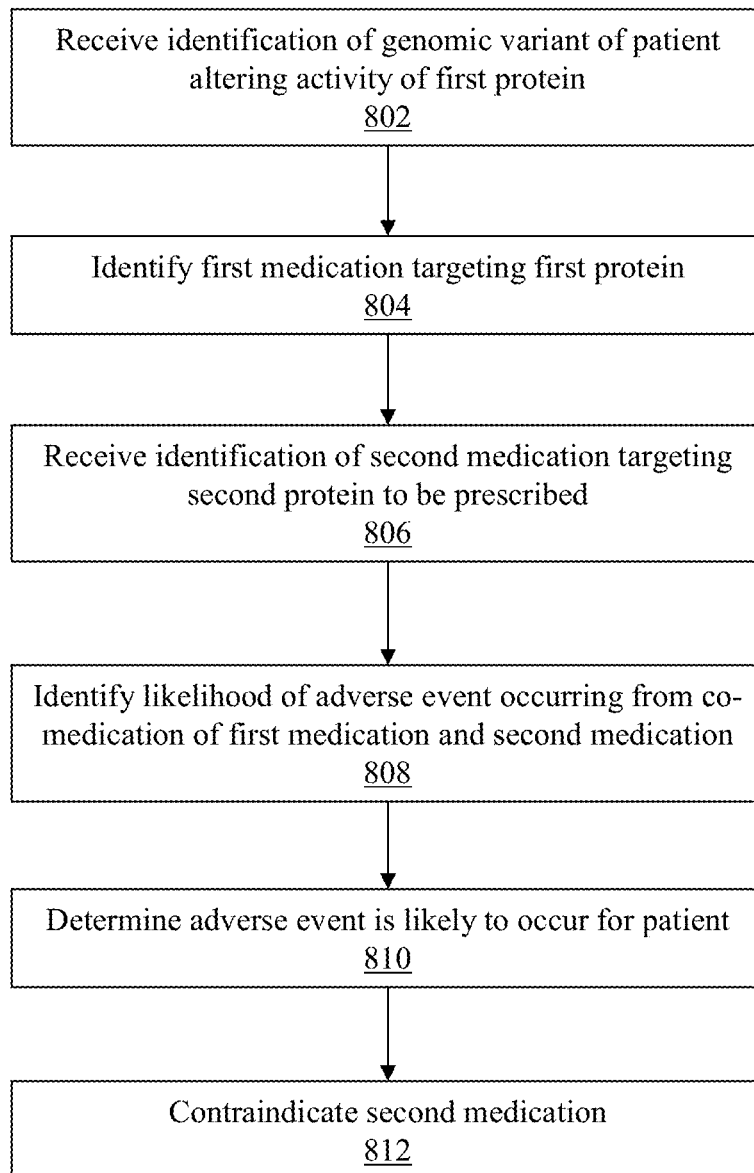 Receive identification of genomic variant of patient
altering activity of first protein
802
Identify first medication targeting first protein
804
Receive identification of second medication targeting
second protein to be prescribed
806
Identify likelihood of adverse event occurring from co-
medication of first medication and second medication
808
Determine adverse event is likely to occur for patient
810
Contraindicate second medication
812